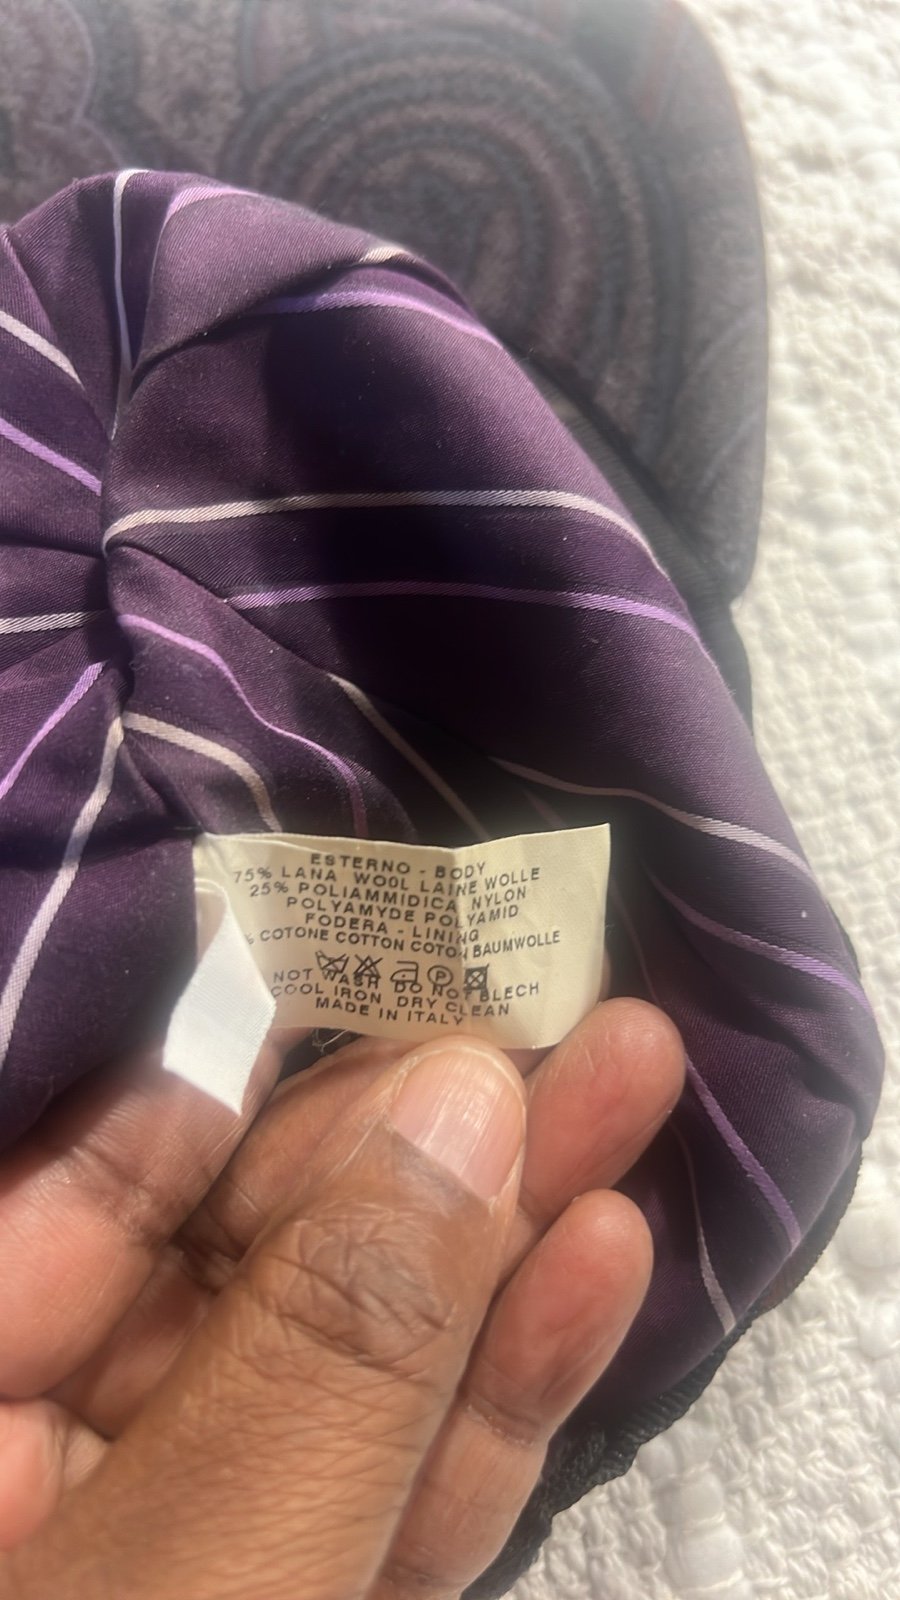 ESTERNO - BODY
75% LANA WOOL LAINE WOLLE
25% POLIAMMIDICA NYLON
POLYAMYDE POLYAMID
FODERA - LINING
% COTONE COTTON COTON BAUMWOLLE
P
NOT WASH DO NOT BLECH
COOL IRON DRY CLEAN
MADE IN ITALY